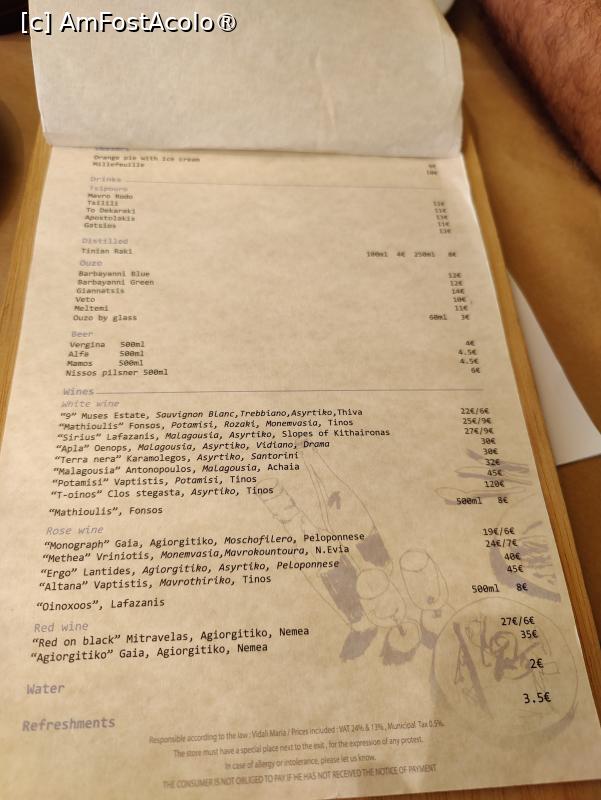 [c] AmFostAcolo®
Orange pie with ice cream 8€
Millefeuille 10€
Drinks
Tsipouro
Mavro Rodo 11€
Tsilili 11€
To Dekaraki 13€
Apostolakis 11€
Gatsios 13€
Distilled
Tinian Raki 100ml 4€ 250ml 8€
Ouzo
Barbayanni Blue 12€
Barbayanni Green 12€
Giannatsis 14€
Veto 10€
Meltemi 11€
Ouzo by glass 60ml 3€
Beer
Vergina 500ml 4€
Alfa 500ml 4.5€
Mamos 500ml 4.5€
Nissos pilsner 500ml 6€
Wines
White wine
"9" Muses Estate, Sauvignon Blanc,Trebbiano,Asyrtiko,Thiva 22€/6€
"Mathioulis" Fonsos, Potamisi, Rozaki, Monemvasia, Tinos 25€/9€
"Sirius" Lafazanis, Malagousia, Asyrtiko, Slopes of Kithaironas 27€/9€
"Apla" Oenops, Malagousia, Asyrtiko, Vidiano, Drama 30€
"Terra nera" Karamolegos, Asyrtiko, Santorini 30€
"Malagousia" Antonopoulos, Malagousia, Achaia 32€
"Potamisi" Vaptistis, Potamisi, Tinos 45€
"T-oinos" Clos stegasta, Asyrtiko, Tinos 120€
"Mathioulis", Fonsos 500ml 8€
Rose wine
"Monograph" Gaia, Agiorgitiko, Moschofilero, Peloponnese 19€/6€
"Methea" Vriniotis, Monemvasia,Mavrokountoura, N.Evia 24€/7€
"Ergo" Lantides, Agiorgitiko, Asyrtiko, Peloponnese 40€
"Altana" Vaptistis, Mavrothiriko, Tinos 45€
"Oinoxoos", Lafazanis 500ml 8€
Red wine
"Red on black" Mitravelas, Agiorgitiko, Nemea 27€/6€
"Agiorgitiko" Gaia, Agiorgitiko, Nemea 35€
Water 2€
Refreshments 3.5€
Responsible according to the law : Vidali Maria / Prices included : VAT 24% & 13% , Municipal Tax 0.5%.
The store must have a special place next to the exit , for the expression of any protest.
In case of allergy or intolerance, please let us know.
THE CONSUMER IS NOT OBLIGED TO PAY IF HE HAS NOT RECEIVED THE NOTICE OF PAYMENT